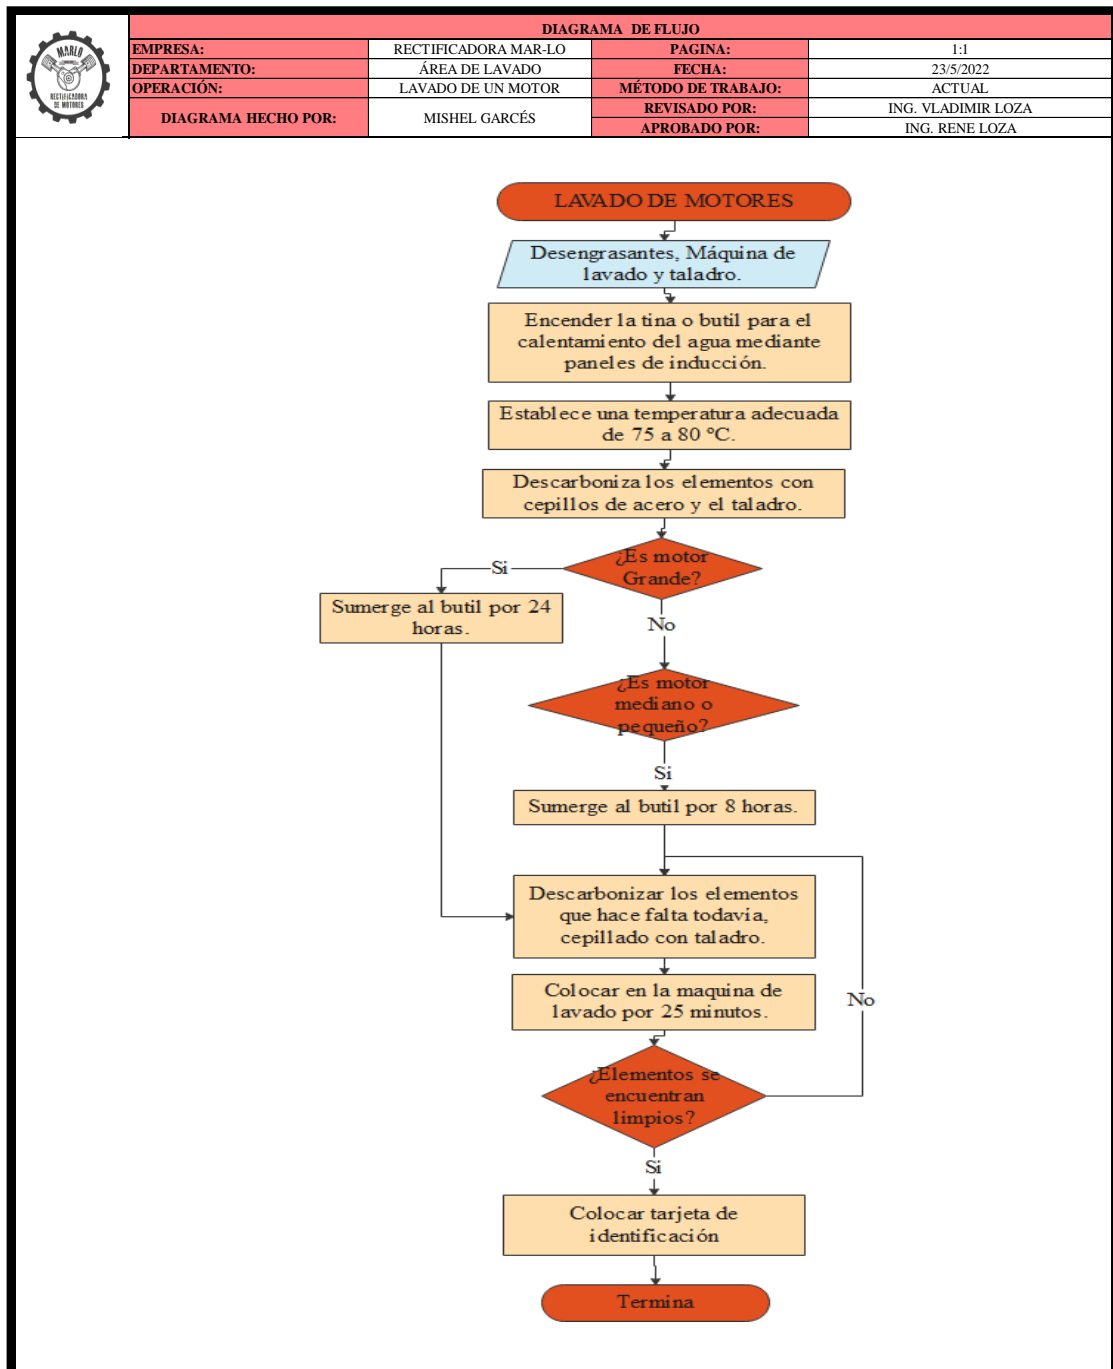 MARLO
RECTIFICADORA
DE MOTORES
DIAGRAMA DE FLUJO
EMPRESA: RECTIFICADORA MAR-LO PAGINA: 1:1
DEPARTAMENTO: ÁREA DE LAVADO FECHA: 23/5/2022
OPERACIÓN: LAVADO DE UN MOTOR MÉTODO DE TRABAJO: ACTUAL
DIAGRAMA HECHO POR: MISHEL GARCÉS REVISADO POR: ING. VLADIMIR LOZA
APROBADO POR: ING. RENE LOZA
LAVADO DE MOTORES
Desengrasantes, Máquina de
lavado y taladro.
Encender la tina o butil para el
calentamiento del agua mediante
paneles de inducción.
Establece una temperatura adecuada
de 75 a 80 °C.
Descarboniza los elementos con
cepillos de acero y el taladro.
¿Es motor
Grande?
Si
Sumerge al butil por 24
horas.
No
¿Es motor
mediano o
pequeño?
Si
Sumerge al butil por 8 horas.
Descarbonizar los elementos
que hace falta todavía,
cepillado con taladro.
Colocar en la maquina de
lavado por 25 minutos.
No
¿Elementos se
encuentran
limpios?
Si
Colocar tarjeta de
identificación
Termina